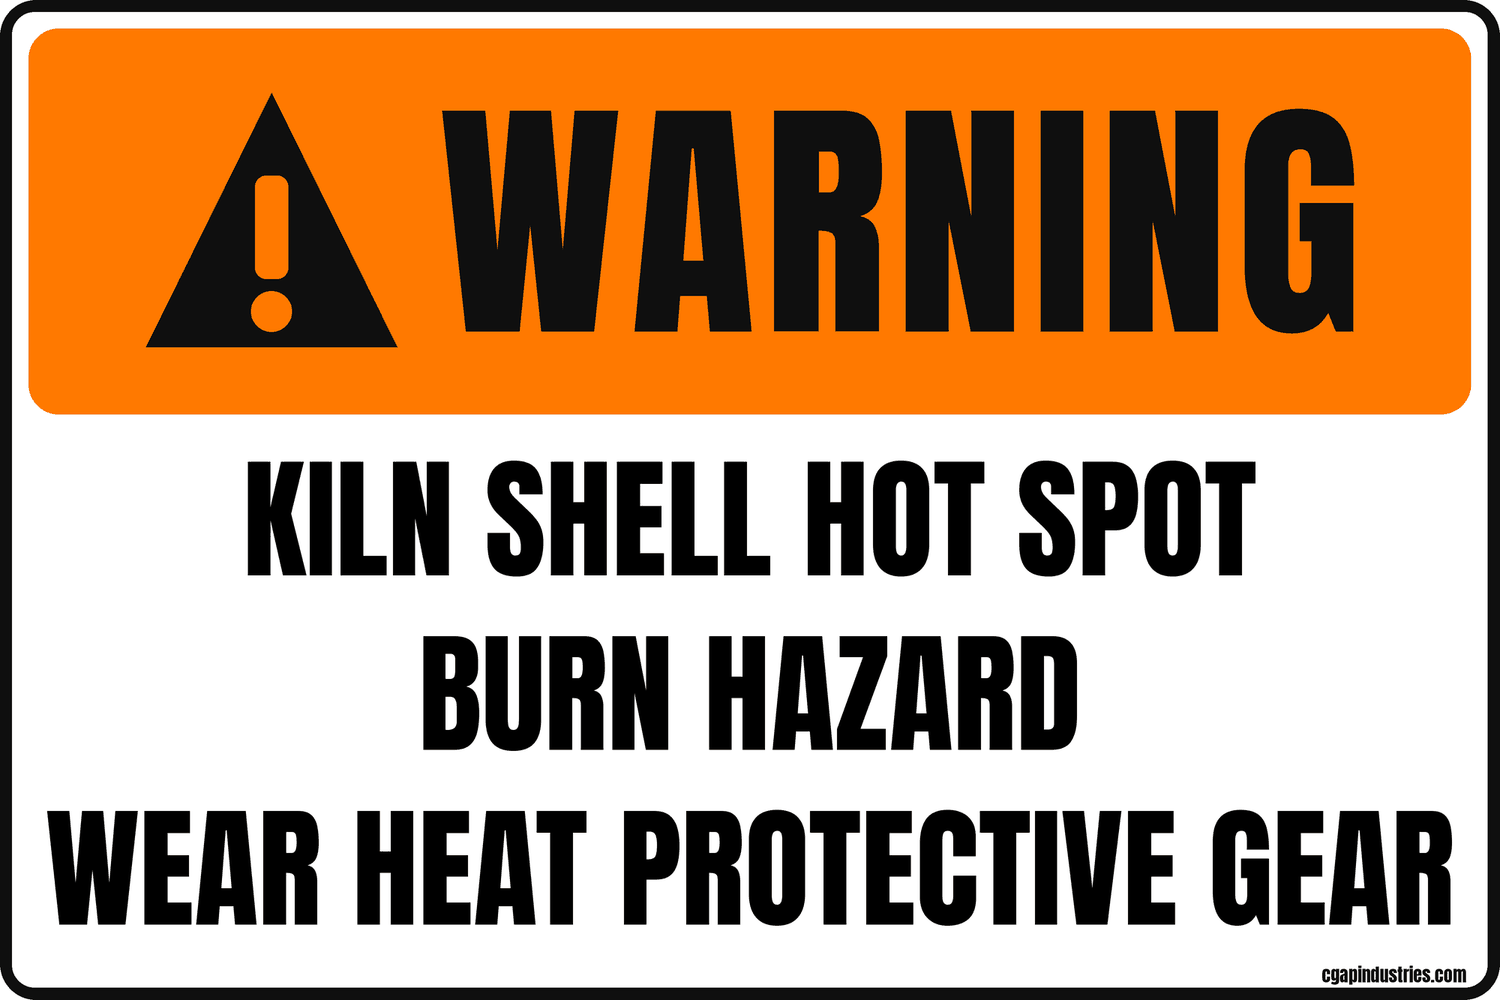 WARNING
KILN SHELL HOT SPOT
BURN HAZARD
WEAR HEAT PROTECTIVE GEAR
cgapindustries.com